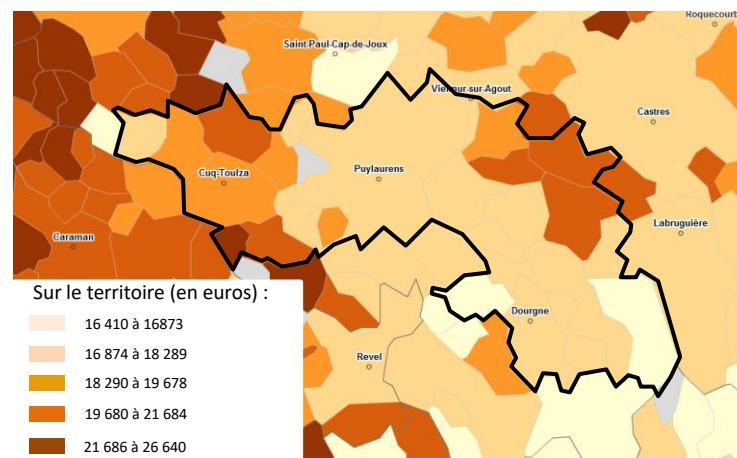 Roquecourb
Saint-Paul-Cap-de-Joux
Vielmur-sur-Agout
Castres
Cuq-Toulza
Puylaurens
Labruguière
Caraman
Sur le territoire (en euros) :
16 410 à 16873
16 874 à 18 289
18 290 à 19 678
19 680 à 21 684
21 686 à 26 640
Dourgne
Revel